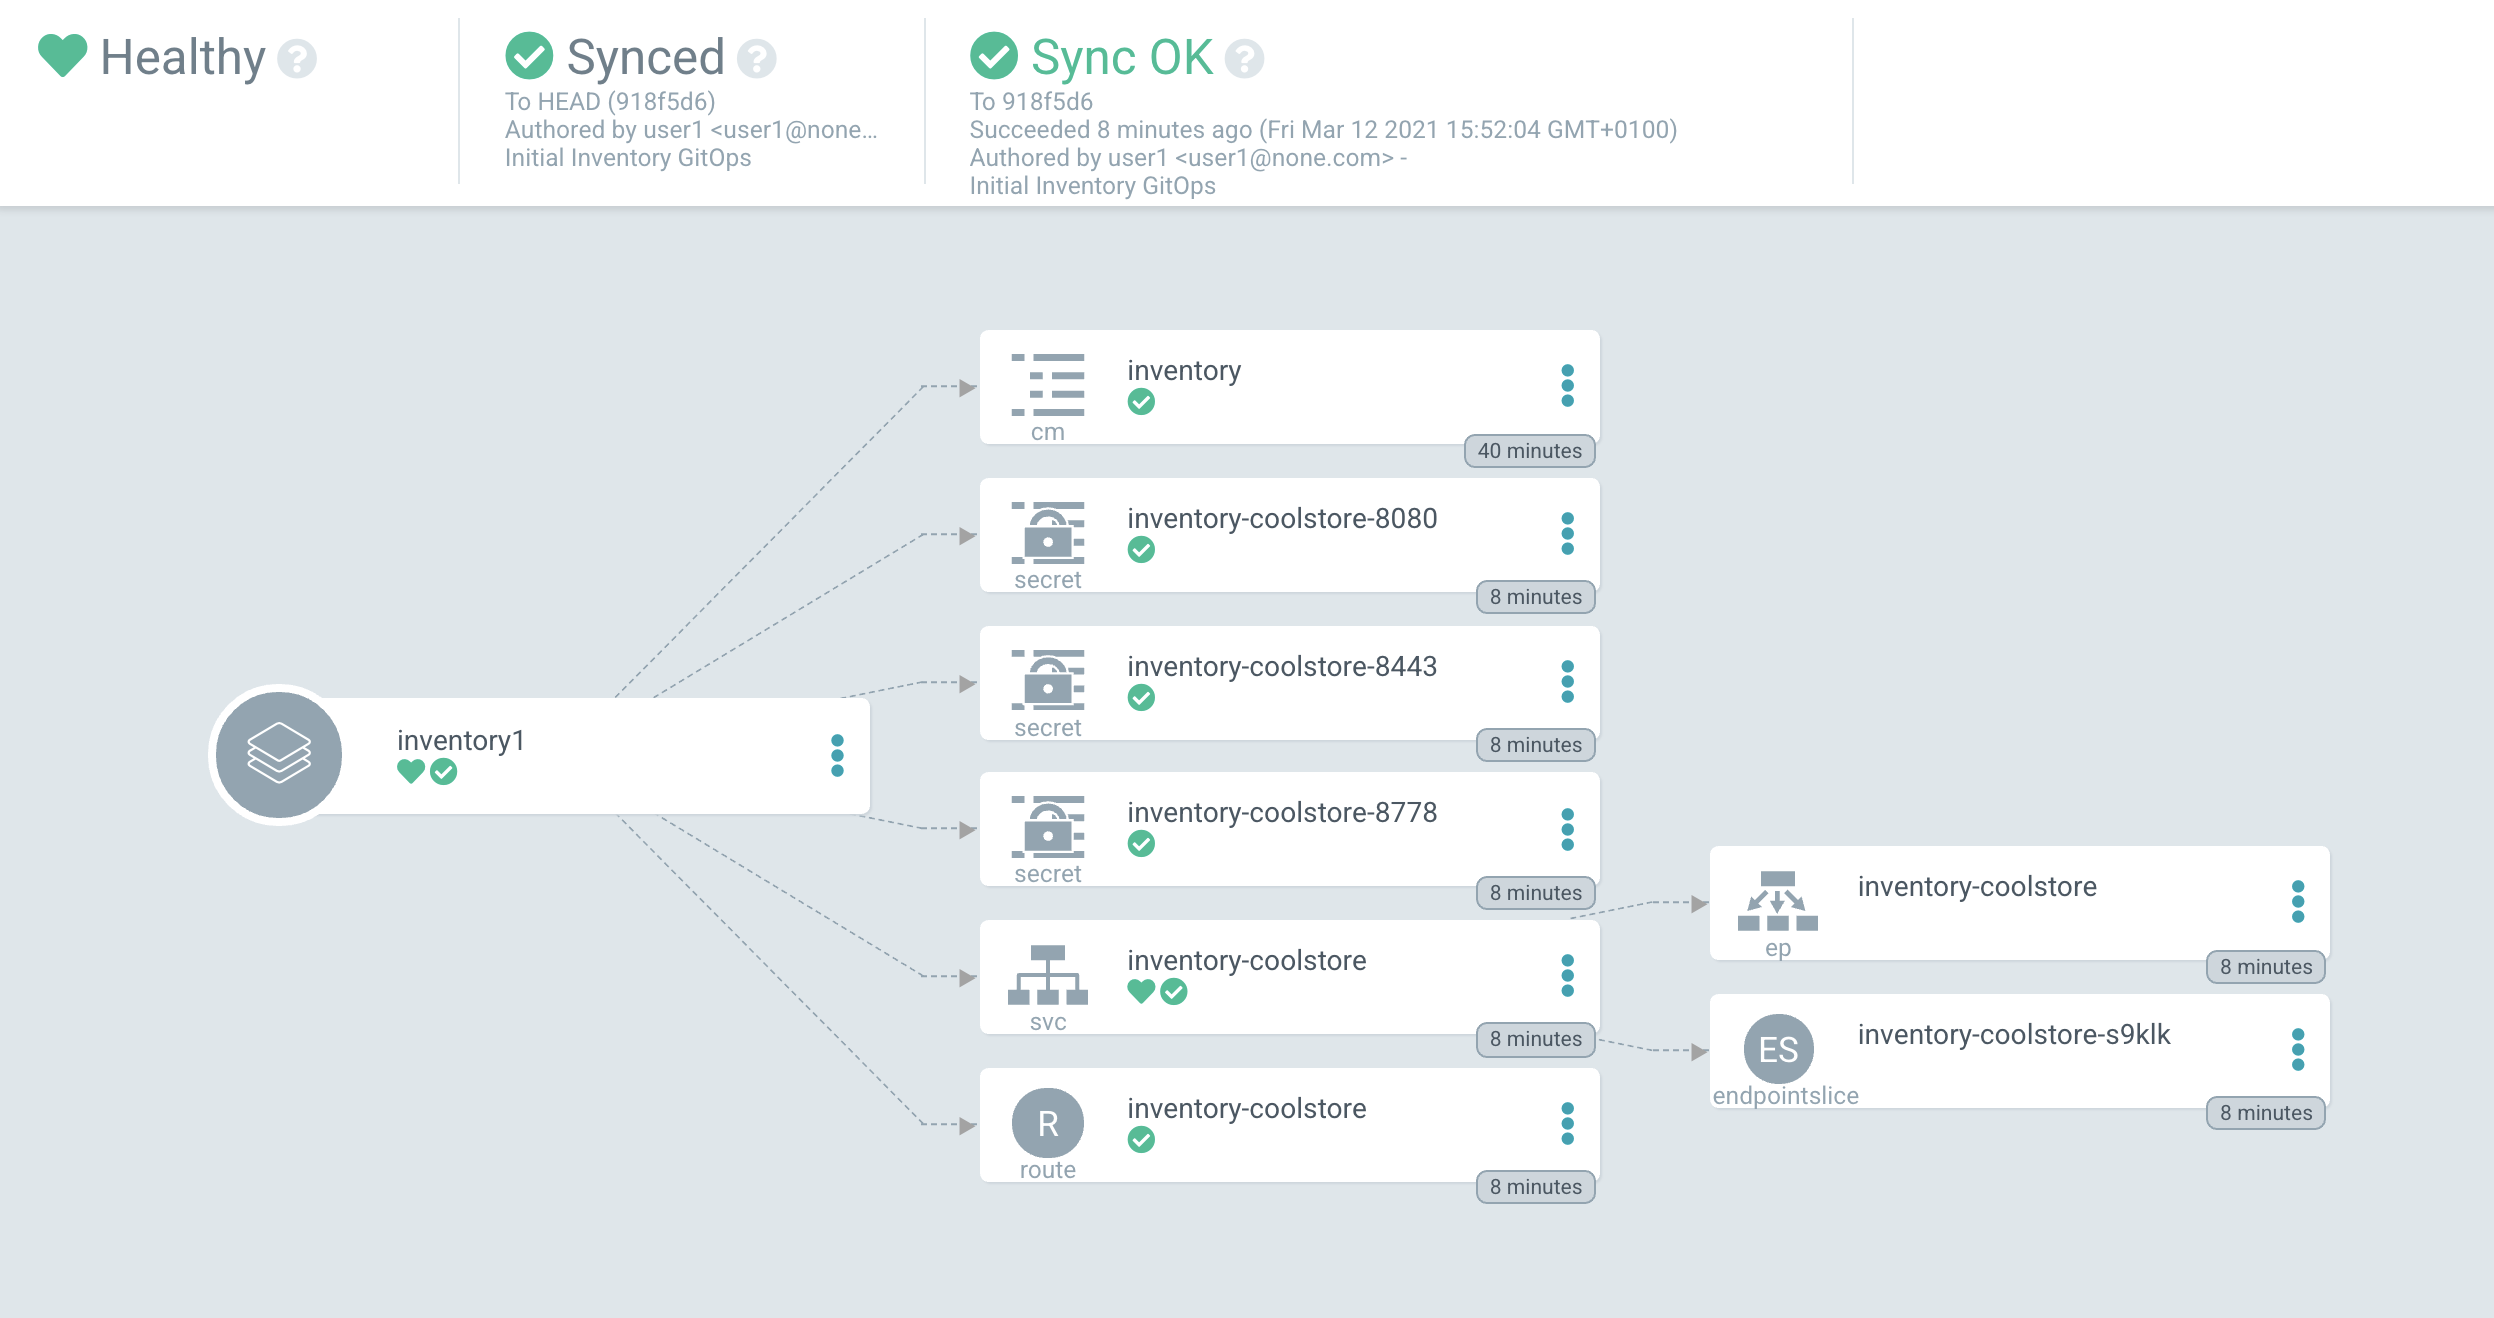 Healthy ?
Synced ?
To HEAD (918f5d6)
Authored by user1 <user1@none...
Initial Inventory GitOps
Sync OK ?
To 918f5d6
Succeeded 8 minutes ago (Fri Mar 12 2021 15:52:04 GMT+0100)
Authored by user1 <user1@none.com> -
Initial Inventory GitOps
inventory1
inventory
cm
40 minutes
inventory-coolstore-8080
secret
8 minutes
inventory-coolstore-8443
secret
8 minutes
inventory-coolstore-8778
secret
8 minutes
inventory-coolstore
svc
8 minutes
R
inventory-coolstore
route
8 minutes
inventory-coolstore
ep
8 minutes
ES
inventory-coolstore-s9klk
endpointslice
8 minutes